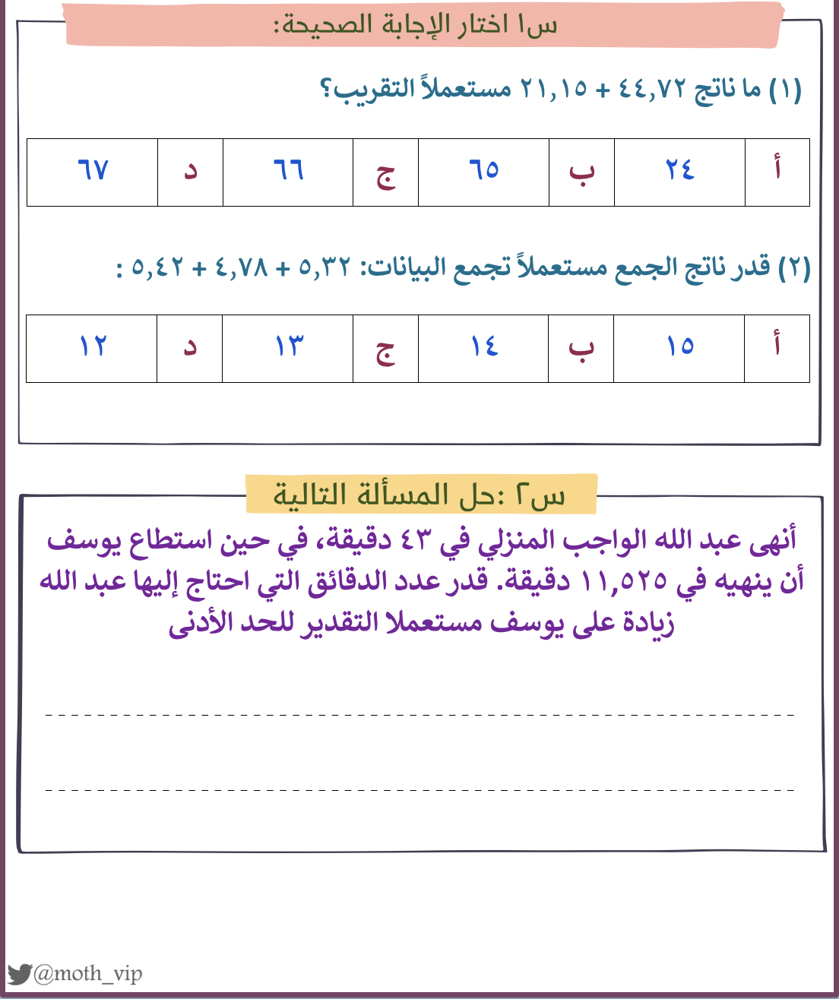 س١ اختار الإجابة الصحيحة:
(١) ما ناتج ٤٤,٧٢ + ٢١,١٥ مستعملاً التقريب؟
أ ٢٤ ب ٦٥ ج ٦٦ د ٦٧
(٢) قدر ناتج الجمع مستعملاً تجمع البيانات: ٥,٣٢ + ٤,٧٨ + ٥,٤٢ :
أ ١٥ ب ١٤ ج ١٣ د ١٢
س٢ :حل المسألة التالية
أنهى عبد الله الواجب المنزلي في ٤٣ دقيقة، في حين استطاع يوسف
أن ينهيه في ١١,٥٢٥ دقيقة. قدر عدد الدقائق التي احتاج إليها عبد الله
زيادة على يوسف مستعملا التقدير للحد الأدنى
@moth_vip